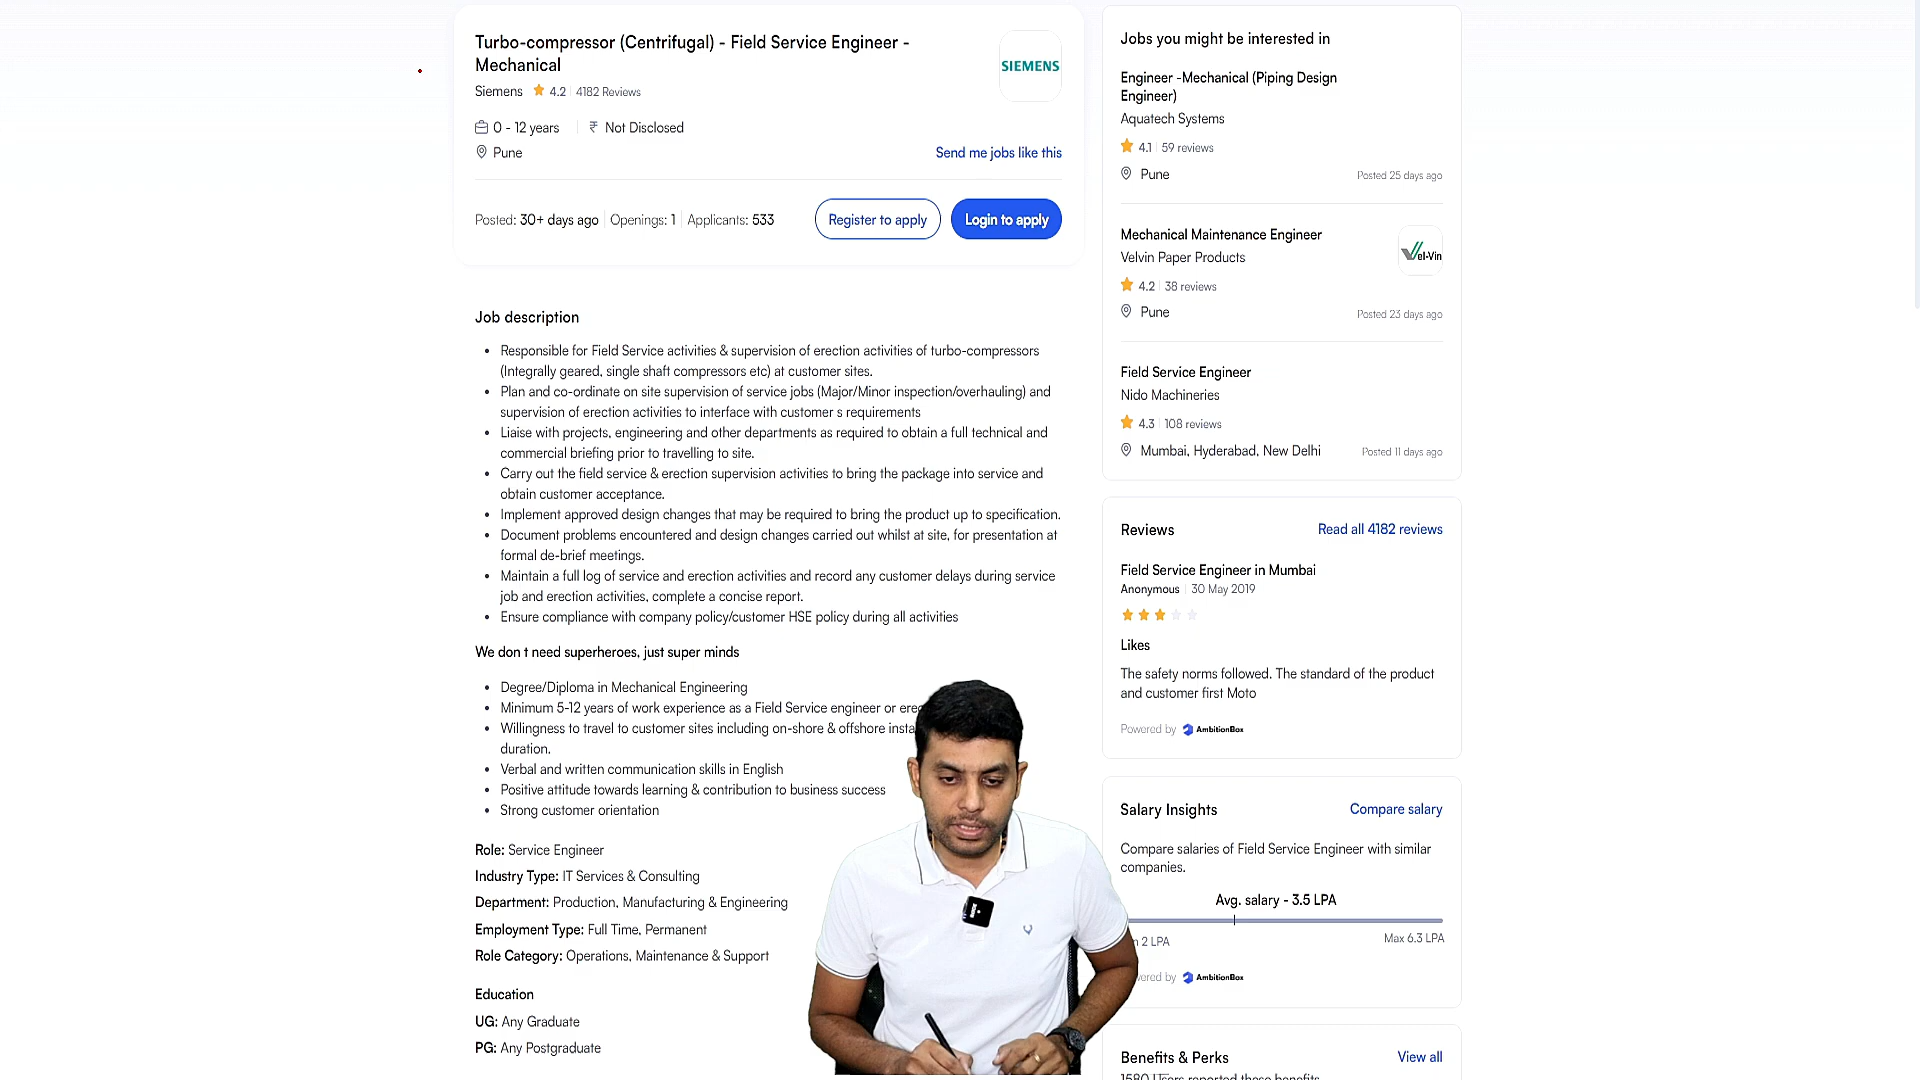 Turbo-compressor (Centrifugal) - Field Service Engineer -
Mechanical
Siemens 4.2 4182 Reviews
0 - 12 years ₹ Not Disclosed
Pune
Send me jobs like this
SIEMENS
Posted: 30+ days ago Openings: 1 Applicants: 533
Register to apply
Login to apply
Job description
• Responsible for Field Service activities & supervision of erection activities of turbo-compressors
(Integrally geared, single shaft compressors etc) at customer sites.
• Plan and co-ordinate on site supervision of service jobs (Major/Minor inspection/overhauling) and
supervision of erection activities to interface with customer s requirements
• Liaise with projects, engineering and other departments as required to obtain a full technical and
commercial briefing prior to travelling to site.
• Carry out the field service & erection supervision activities to bring the package into service and
obtain customer acceptance.
• Implement approved design changes that may be required to bring the product up to specification.
• Document problems encountered and design changes carried out whilst at site, for presentation at
formal de-brief meetings.
• Maintain a full log of service and erection activities and record any customer delays during service
job and erection activities, complete a concise report.
• Ensure compliance with company policy/customer HSE policy during all activities
We don t need superheroes, just super minds
• Degree/Diploma in Mechanical Engineering
• Minimum 5-12 years of work experience as a Field Service engineer or
• Willingness to travel to customer sites including on-shore & offshore
duration.
• Verbal and written communication skills in English
• Positive attitude towards learning & contribution to business success
• Strong customer orientation
Role: Service Engineer
Industry Type: IT Services & Consulting
Department: Production, Manufacturing & Engineering
Employment Type: Full Time, Permanent
Role Category: Operations, Maintenance & Support
Education
UG: Any Graduate
PG: Any Postgraduate
Jobs you might be interested in
Engineer -Mechanical (Piping Design
Engineer)
Aquatech Systems
4.1 59 reviews
Pune Posted 25 days ago
Mechanical Maintenance Engineer
Velvin Paper Products
Vel-Vin
4.2 38 reviews
Pune Posted 23 days ago
Field Service Engineer
Nido Machineries
4.3 108 reviews
Mumbai, Hyderabad, New Delhi Posted 11 days ago
Reviews Read all 4182 reviews
Field Service Engineer in Mumbai
Anonymous 30 May 2019
Likes
The safety norms followed. The standard of the product
and customer first Moto
Powered by AmbitionBox
Salary Insights Compare salary
Compare salaries of Field Service Engineer with similar
companies.
Avg. salary - 3.5 LPA
2 LPA Max 6.3 LPA
by AmbitionBox
Benefits & Perks View all
1580 Users reported these benefits